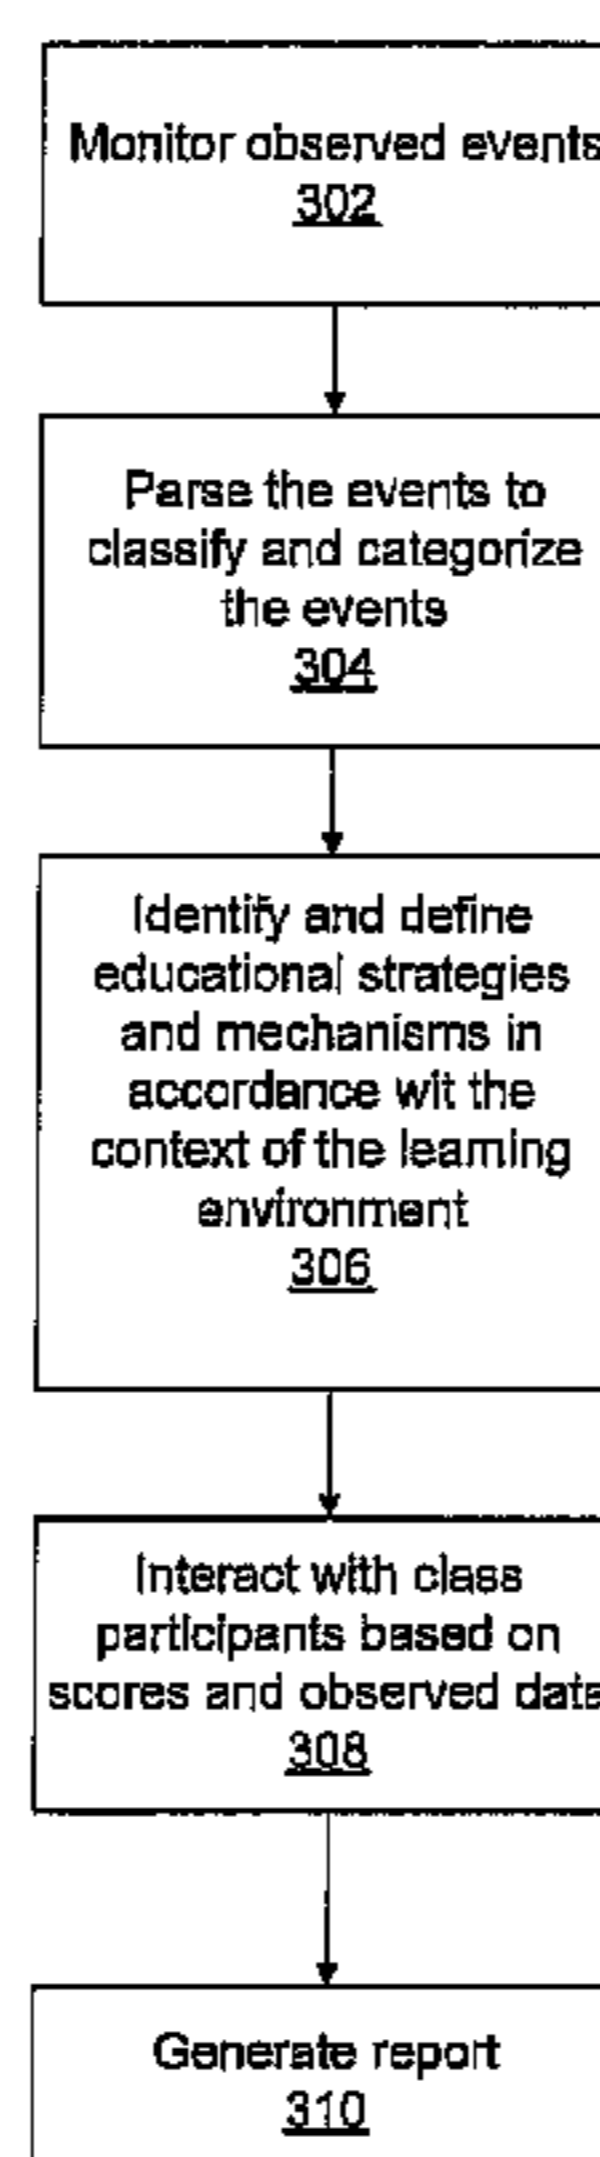 Monitor observed events
302
Parse the events to
classify and categorize
the events
304
Identify and define
educational strategies
and mechanisms in
accordance wit the
context of the learning
environment
306
Interact with class
participants based on
scores and observed data
308
Generate report
310